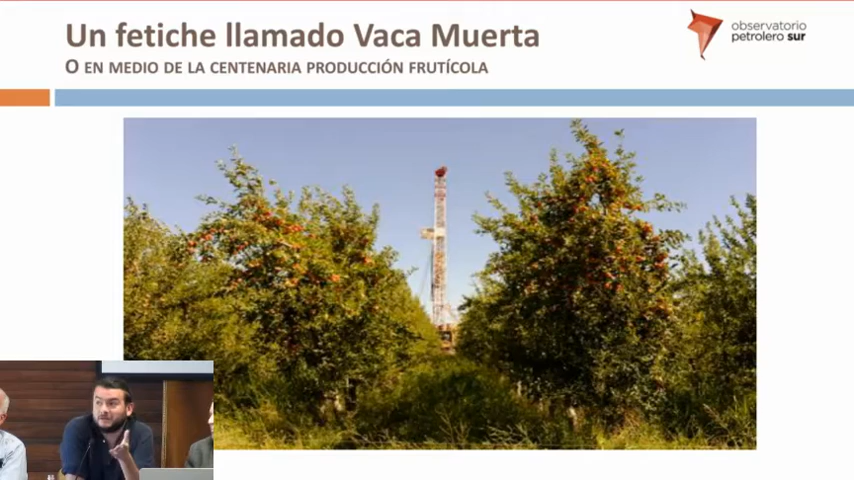 Un fetiche llamado Vaca Muerta
O EN MEDIO DE LA CENTENARIA PRODUCCIÓN FRUTÍCOLA
observatorio
petrolero sur